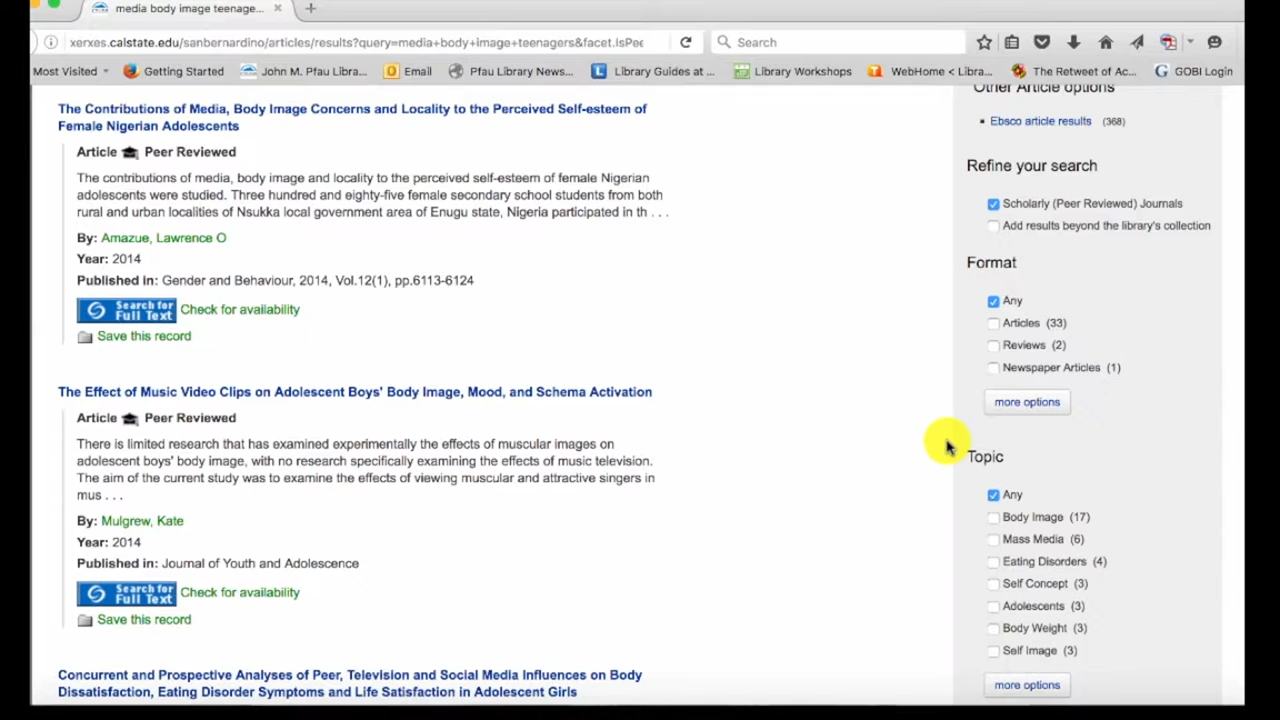 media body image teenage...
xerxes.calstate.edu/sanbernardino/articles/results?query=media+body+image+teenagers&facet.IsPee
Search
Most Visited
Getting Started
John M. Pfau Libra...
Email
Pfau Library News...
Library Guides at ...
Library Workshops
WebHome < Libra...
The Retweet of Ac...
GOBI Login
The Contributions of Media, Body Image Concerns and Locality to the Perceived Self-esteem of
Female Nigerian Adolescents
Article Peer Reviewed
The contributions of media, body image and locality to the perceived self-esteem of female Nigerian
adolescents were studied. Three hundred and eighty-five female secondary school students from both
rural and urban localities of Nsukka local government area of Enugu state, Nigeria participated in th . . .
By: Amazue, Lawrence O
Year: 2014
Published in: Gender and Behaviour, 2014, Vol.12(1), pp.6113-6124
Search for
Full Text
Check for availability
Save this record
The Effect of Music Video Clips on Adolescent Boys' Body Image, Mood, and Schema Activation
Article Peer Reviewed
There is limited research that has examined experimentally the effects of muscular images on
adolescent boys' body image, with no research specifically examining the effects of music television.
The aim of the current study was to examine the effects of viewing muscular and attractive singers in
mus . . .
By: Mulgrew, Kate
Year: 2014
Published in: Journal of Youth and Adolescence
Search for
Full Text
Check for availability
Save this record
Concurrent and Prospective Analyses of Peer, Television and Social Media Influences on Body
Dissatisfaction, Eating Disorder Symptoms and Life Satisfaction in Adolescent Girls
Other Article options
Ebsco article results (368)
Refine your search
Scholarly (Peer Reviewed) Journals
Add results beyond the library's collection
Format
Any
Articles (33)
Reviews (2)
Newspaper Articles (1)
more options
Topic
Any
Body Image (17)
Mass Media (6)
Eating Disorders (4)
Self Concept (3)
Adolescents (3)
Body Weight (3)
Self Image (3)
more options